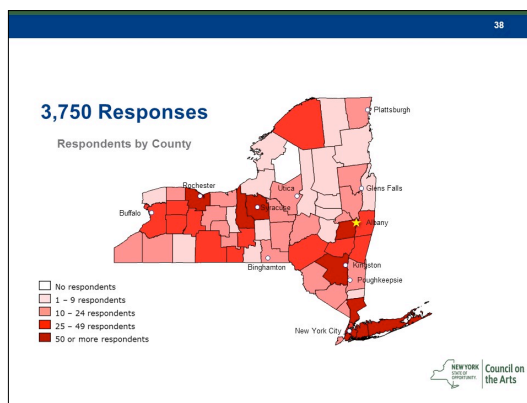 38
3,750 Responses
Respondents by County
Plattsburgh
Glens Falls
Utica
Rochester
Syracuse
Buffalo
Albany
Binghamton
Kingston
Poughkeepsie
New York City
No respondents
1 – 9 respondents
10 – 24 respondents
25 – 49 respondents
50 or more respondents
NEW YORK
STATE OF
OPPORTUNITY.
Council on
the Arts